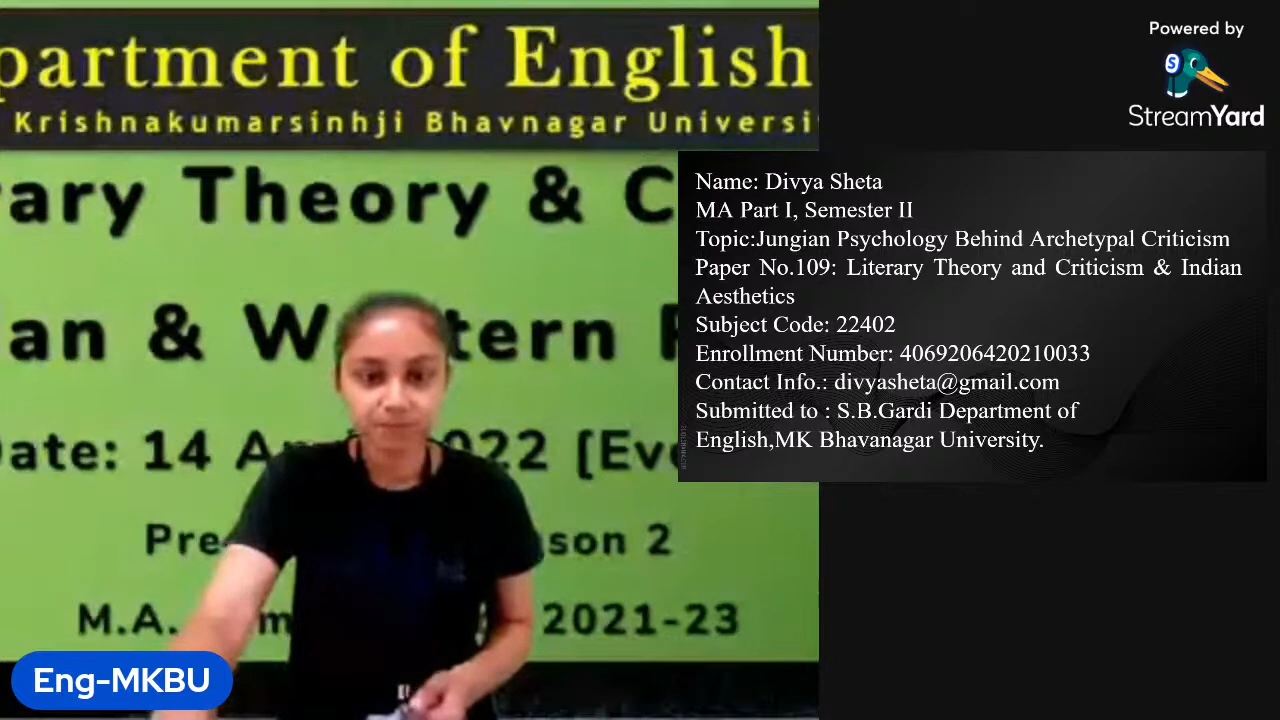 partment of English
Krishnakumarsinhji Bhavnagar Universi
rary Theory & C
an & W tern
ate: 14 A 022 (Ev
Pre son 2
M.A. m 2021-23
Eng-MKBU
Powered by
StreamYard
Name: Divya Sheta
MA Part I, Semester II
Topic:Jungian Psychology Behind Archetypal Criticism
Paper No.109: Literary Theory and Criticism & Indian
Aesthetics
Subject Code: 22402
Enrollment Number: 4069206420210033
Contact Info.: divyasheta@gmail.com
Submitted to : S.B.Gardi Department of
English,MK Bhavanagar University.